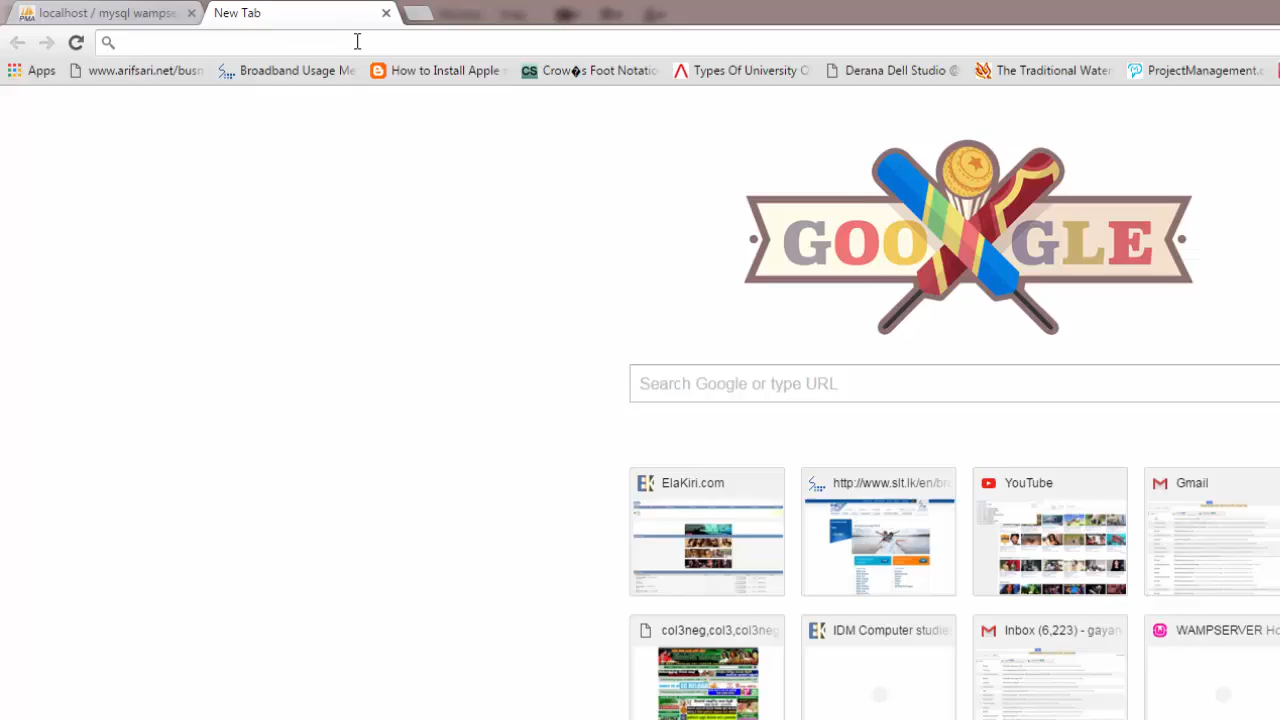 localhost / mysql wampse
New Tab
Apps
www.arifsari.net/busn
Broadband Usage Me
How to Install Apple
Crow�s Foot Notatio
Types Of University C
Derana Dell Studio @
The Traditional Water
ProjectManagement.c
GOOGLE
Search Google or type URL
ElaKiri.com
http://www.slt.lk/en/br
YouTube
Gmail
col3neg,col3,col3neg
IDM Computer studie
Inbox (6,223) - gayan
WAMPSERVER Ho